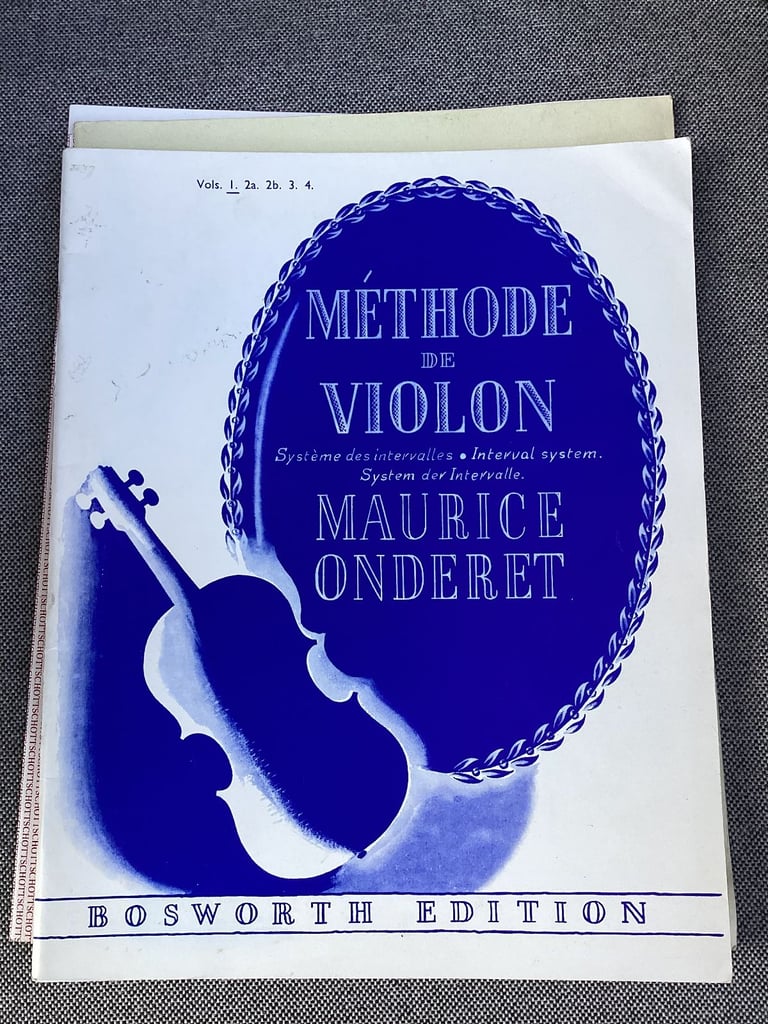 Vols. 1. 2a. 2b. 3. 4.
MÉTHODE
DE
VIOLON
Système des intervalles • Interval system.
System der Intervalle.
MAURICE
ONDERET
BOSWORTH EDITION
SCHOTTSCHOTTSCHOTTSCHOTTSCHOTTSCHOTT